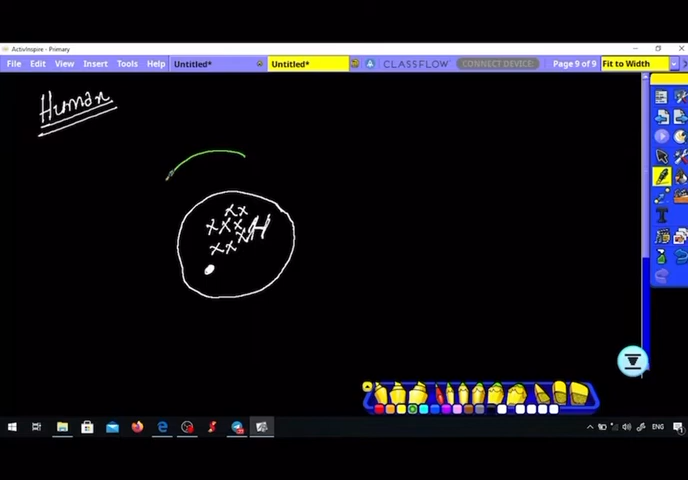 ActivInspire - Primary
File Edit View Insert Tools Help Untitled* Untitled* CLASSFLOW CONNECT DEVICE Page 9 of 9 Fit to Width
Human
x x
x x x H
x x x
ENG